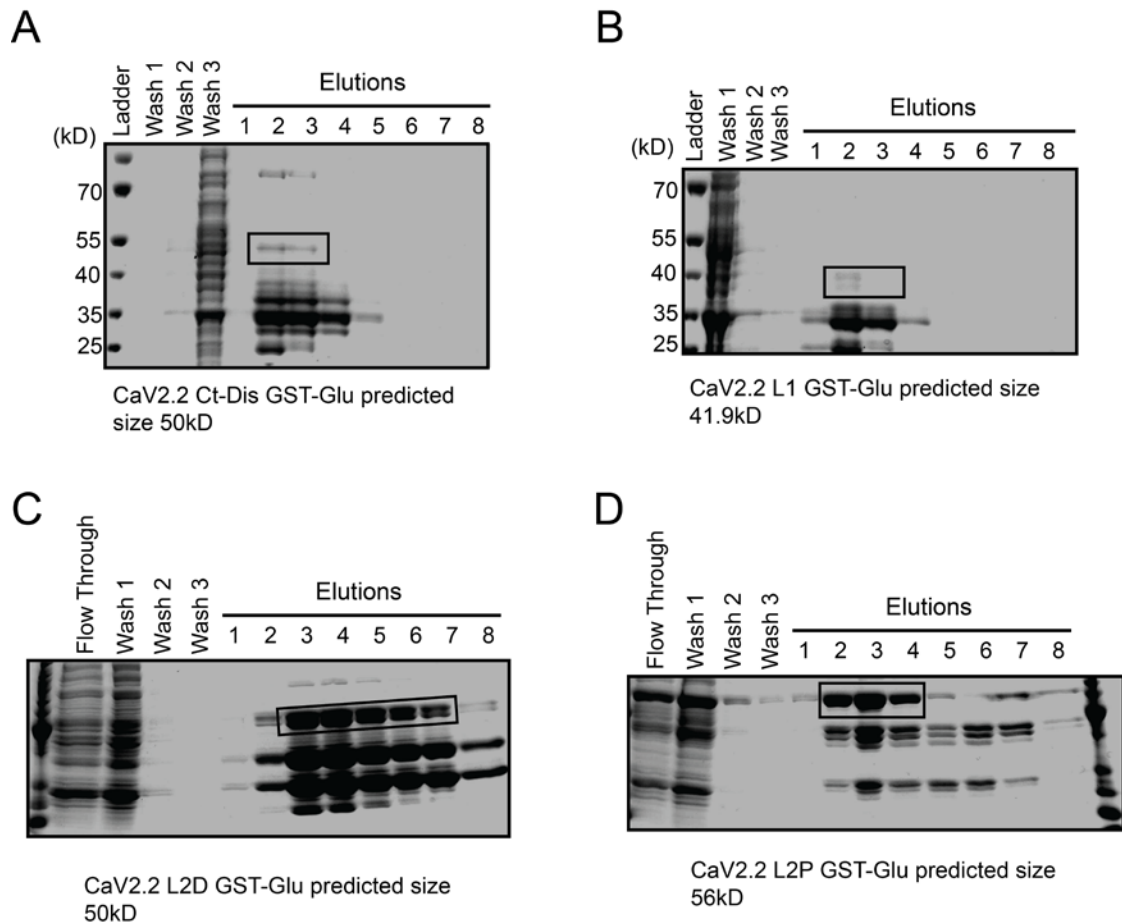 A
Ladder
Wash 1
Wash 2
Wash 3
Elutions
(kD)
1 2 3 4 5 6 7 8
70
55
40
35
25
CaV2.2 Ct-Dis GST-Glu predicted
size 50kD
B
Ladder
Wash 1
Wash 2
Wash 3
Elutions
(kD)
1 2 3 4 5 6 7 8
70
55
40
35
25
CaV2.2 L1 GST-Glu predicted size
41.9kD
C
Flow Through
Wash 1
Wash 2
Wash 3
Elutions
1 2 3 4 5 6 7 8
CaV2.2 L2D GST-Glu predicted size
50kD
D
Flow Through
Wash 1
Wash 2
Wash 3
Elutions
1 2 3 4 5 6 7 8
CaV2.2 L2P GST-Glu predicted size
56kD